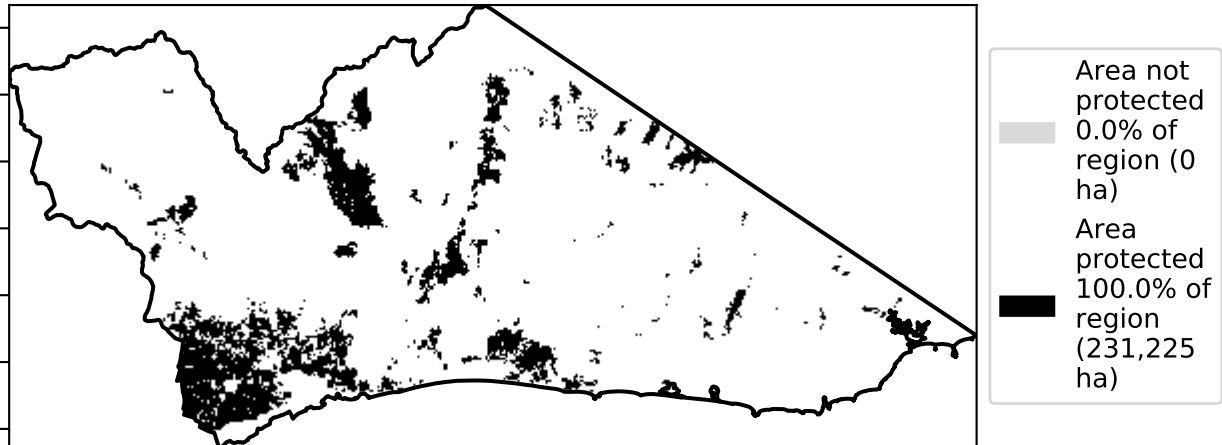 Area not
protected
0.0% of
region (0
ha)
Area
protected
100.0% of
region
(231,225
ha)